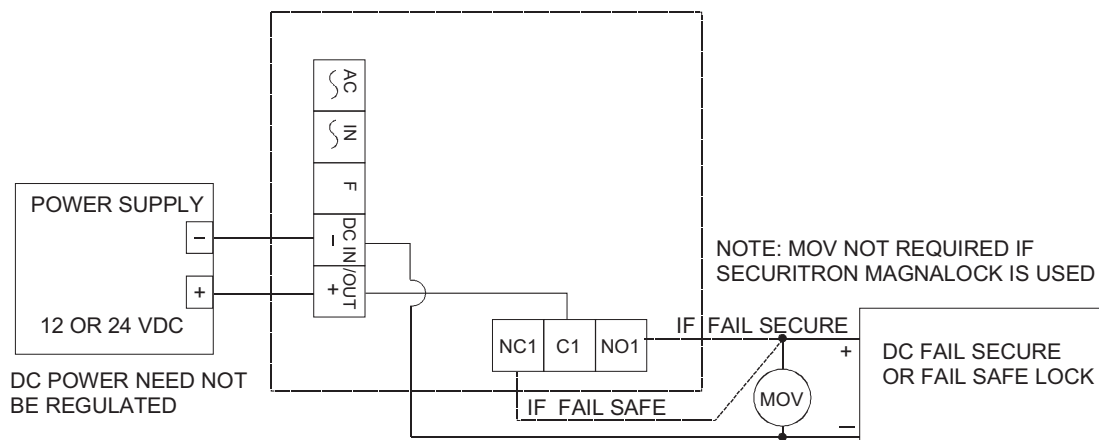 POWER SUPPLY
−
+
12 OR 24 VDC
DC POWER NEED NOT
BE REGULATED
AC
IN
F
DC IN /OUT
−
+
NC1 C1 NO1
IF FAIL SECURE
IF FAIL SAFE
NOTE: MOV NOT REQUIRED IF
SECURITRON MAGNALOCK IS USED
MOV
+
−
DC FAIL SECURE
OR FAIL SAFE LOCK